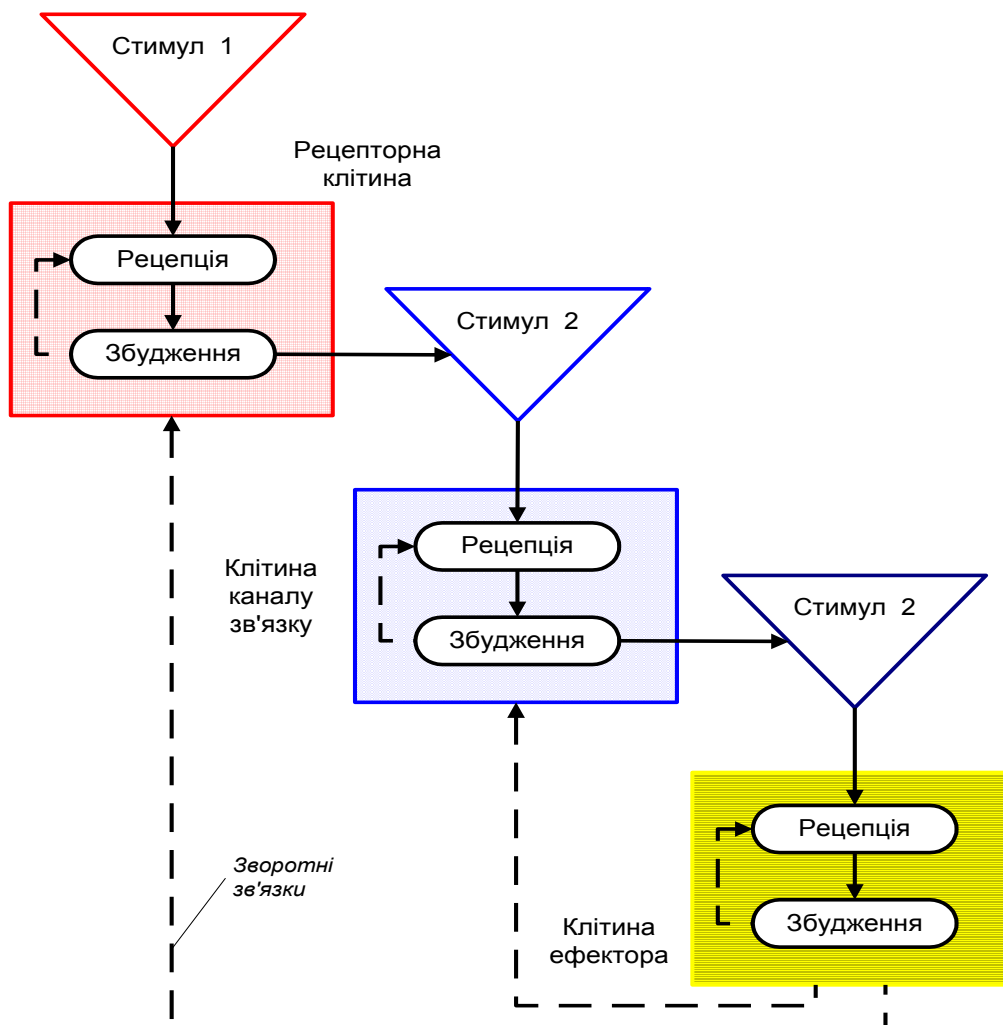 Стимул 1
Рецепторна
клітина
Рецепція
Збудження
Стимул 2
Клітина
каналу
зв'язку
Рецепція
Збудження
Стимул 2
Рецепція
Збудження
Зворотні
зв'язки
Клітина
ефектора